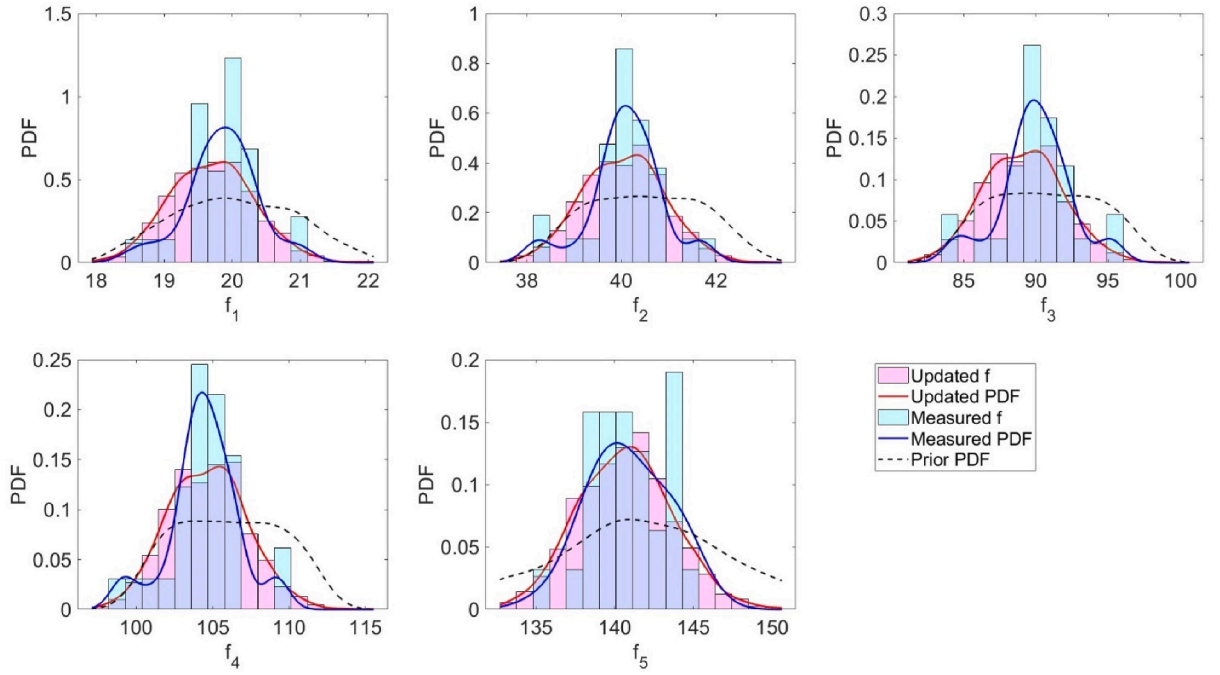 1.5
1
0.5
0
PDF
18 19 20 21 22
f1
1
0.8
0.6
0.4
0.2
0
PDF
38 40 42
f2
0.3
0.25
0.2
0.15
0.1
0.05
0
PDF
85 90 95 100
f3
0.25
0.2
0.15
0.1
0.05
0
PDF
100 105 110 115
f4
0.2
0.15
0.1
0.05
0
PDF
135 140 145 150
f5
Updated f
Updated PDF
Measured f
Measured PDF
Prior PDF